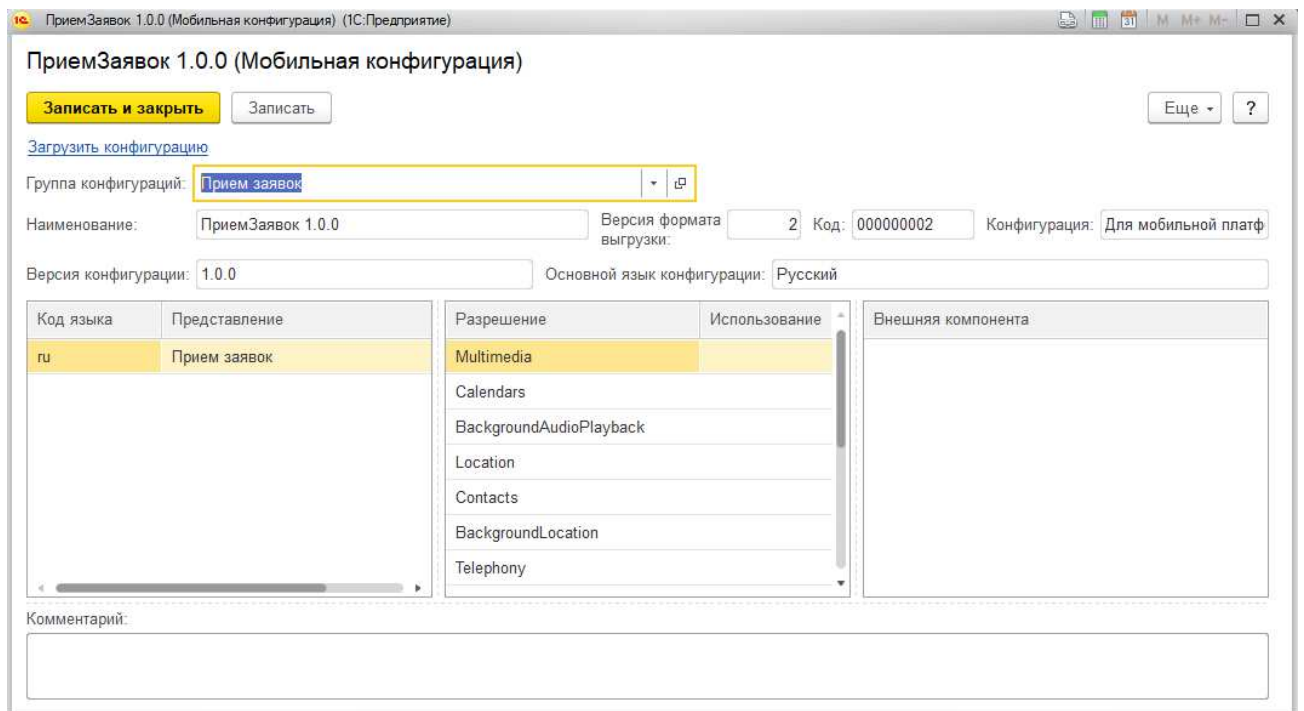 1С ПриемЗаявок 1.0.0 (Мобильная конфигурация) (1С:Предприятие) 31 M M+ M-
ПриемЗаявок 1.0.0 (Мобильная конфигурация)
Записать и закрыть Записать Еще ?
Загрузить конфигурацию
Группа конфигураций: Прием заявок
Наименование: ПриемЗаявок 1.0.0 Версия формата 2 Код: 000000002 Конфигурация: Для мобильной платф
выгрузки:
Версия конфигурации: 1.0.0 Основной язык конфигурации: Русский
Код языка Представление Разрешение Использование Внешняя компонента
ru Прием заявок Multimedia
Calendars
BackgroundAudioPlayback
Location
Contacts
BackgroundLocation
Telephony
Комментарий: